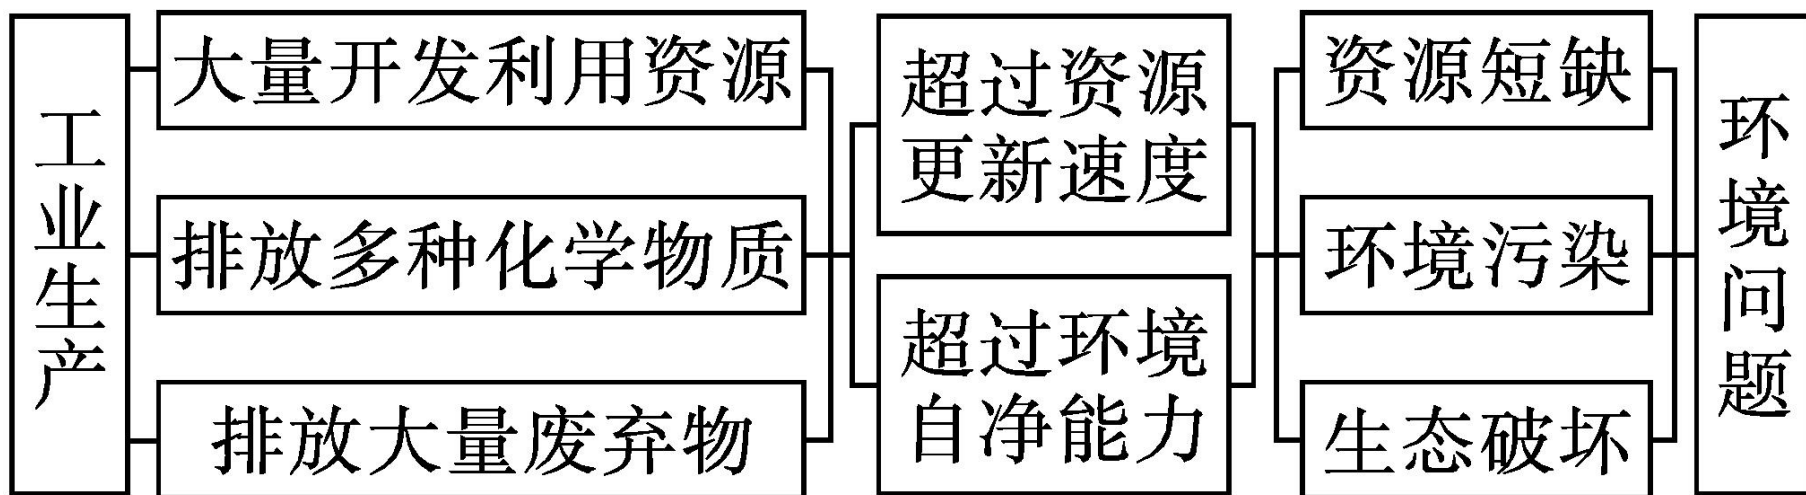 工业生产
大量开发利用资源
排放多种化学物质
排放大量废弃物
超过资源
更新速度
超过环境
自净能力
资源短缺
环境污染
生态破坏
环境问题